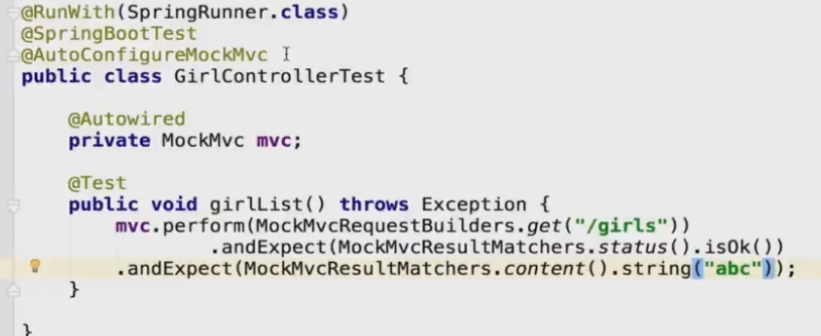 @RunWith(SpringRunner.class)
@SpringBootTest
@AutoConfigureMockMvc
public class GirlControllerTest {
@Autowired
private MockMvc mvc;
@Test
public void girlList() throws Exception {
mvc.perform(MockMvcRequestBuilders.get("/girls"))
.andExpect(MockMvcResultMatchers.status().isOk())
.andExpect(MockMvcResultMatchers.content().string("abc"));
}
}